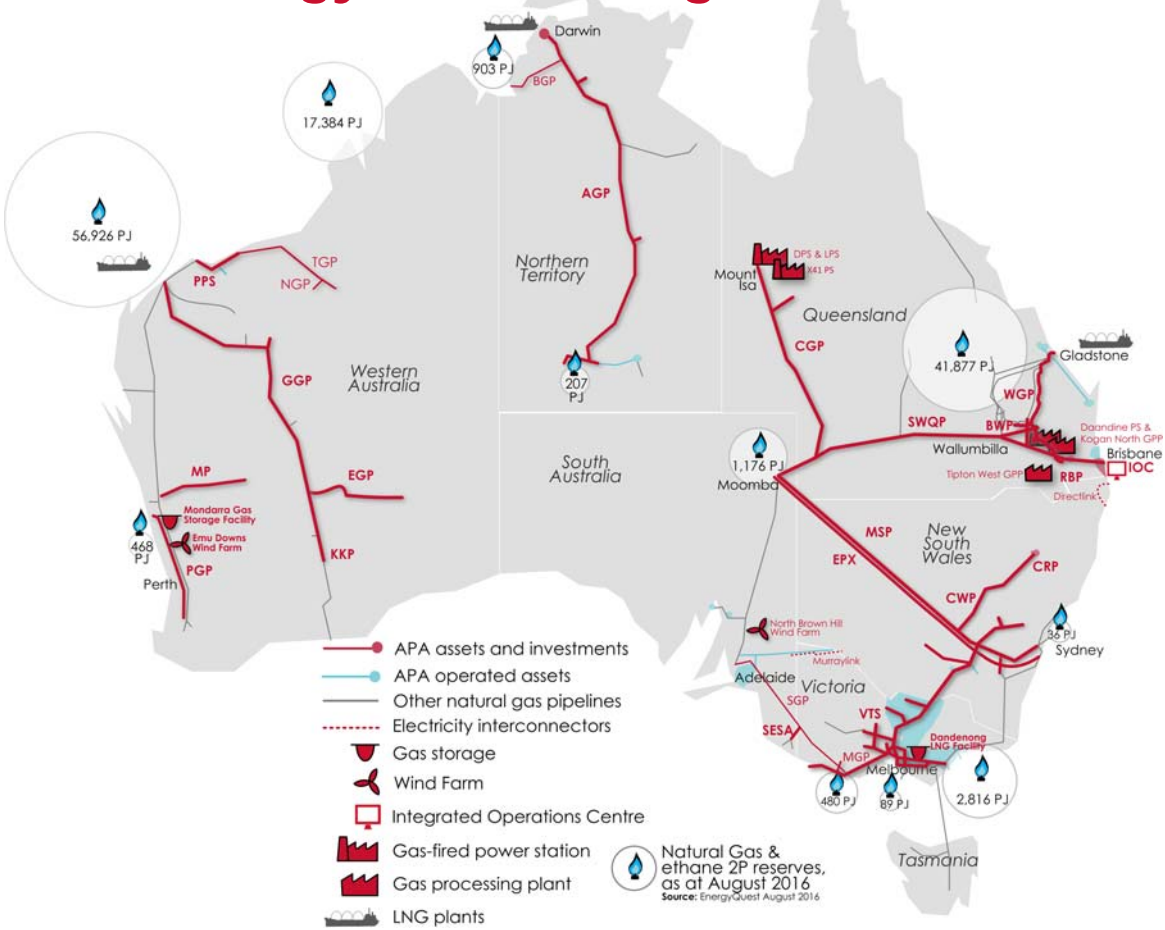 Darwin
903 PJ
BGP
17,384 PJ
AGP
56,926 PJ
TGP
NGP
PPS
Northern
Territory
DPS & LPS
X41 PS
Mount
Isa
Queensland
CGP
41,877 PJ
Gladstone
WGP
GGP
Western
Australia
207
PJ
SWQP
BWP
Wallumbilla
Daandine PS &
Kogan North GPP
Brisbane
IOC
RBP
Tipton West GPP
Directlink
South
Australia
1,176 PJ
Moomba
MP
EGP
Mondarra Gas
Storage Facility
Emu Downs
Wind Farm
468
PJ
PGP
Perth
KKP
MSP
EPX
New
South
Wales
CRP
CWP
36 PJ
Sydney
North Brown Hill
Wind Farm
Murraylink
Adelaide
Victoria
SGP
SESA
VTS
Dandenong
LNG Facility
MGP
Melbourne
480 PJ
89 PJ
2,816 PJ
Tasmania
APA assets and investments
APA operated assets
Other natural gas pipelines
Electricity interconnectors
Gas storage
Wind Farm
Integrated Operations Centre
Gas-fired power station
Gas processing plant
LNG plants
Natural Gas &
ethane 2P reserves,
as at August 2016
Source: EnergyQuest August 2016